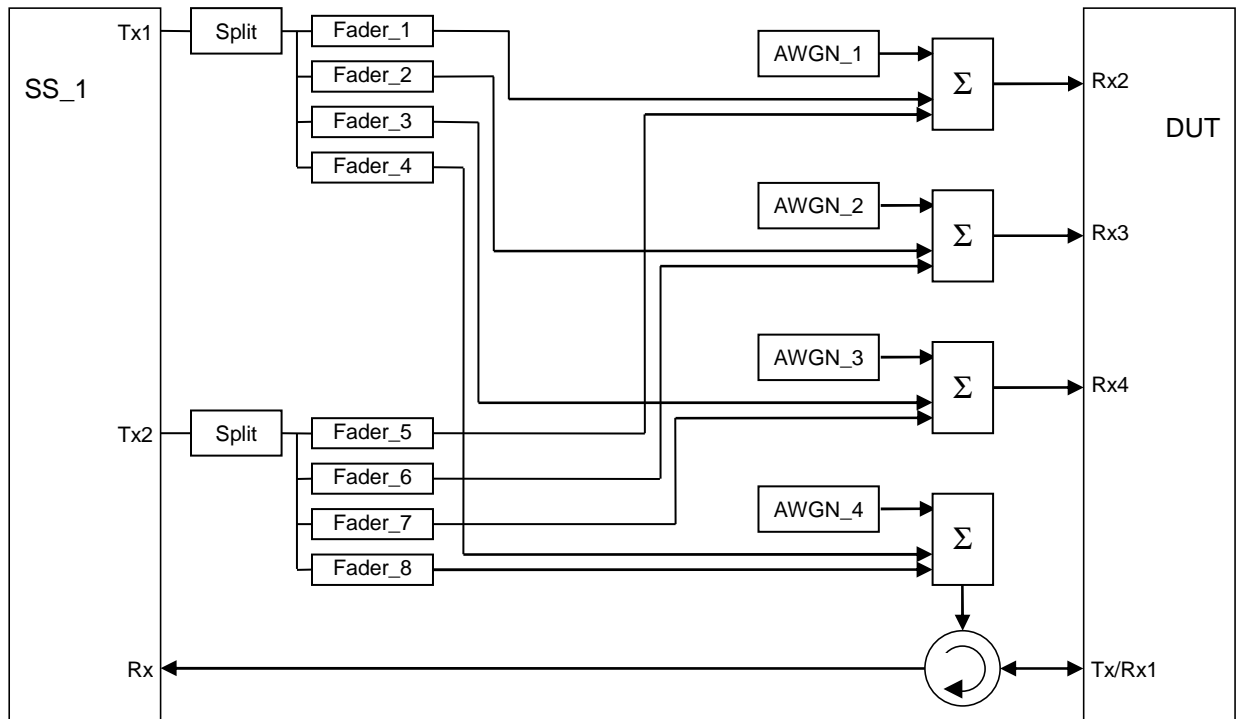 SS_1
Tx1
Split
Fader_1
Fader_2
Fader_3
Fader_4
AWGN_1
Σ
Rx2
DUT
AWGN_2
Σ
Rx3
AWGN_3
Σ
Rx4
Tx2
Split
Fader_5
Fader_6
Fader_7
Fader_8
AWGN_4
Σ
Rx
Tx/Rx1